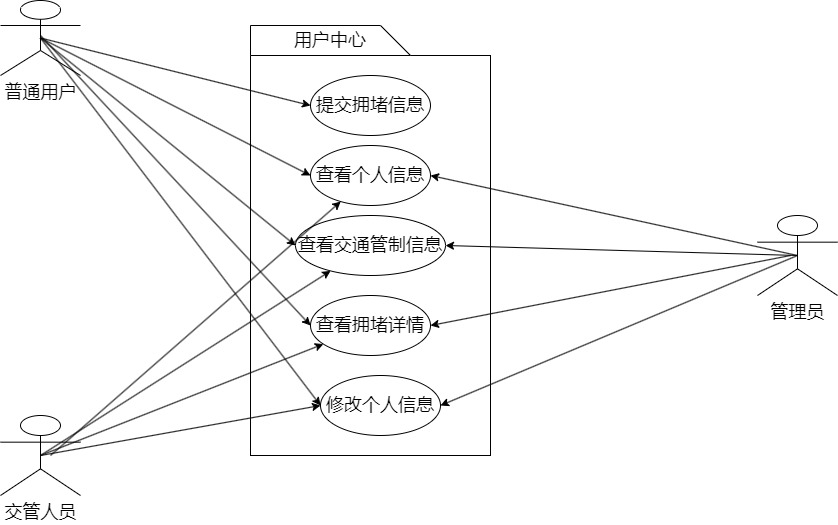 用户中心
普通用户
提交拥堵信息
查看个人信息
查看交通管制信息
管理员
查看拥堵详情
修改个人信息
交管人员